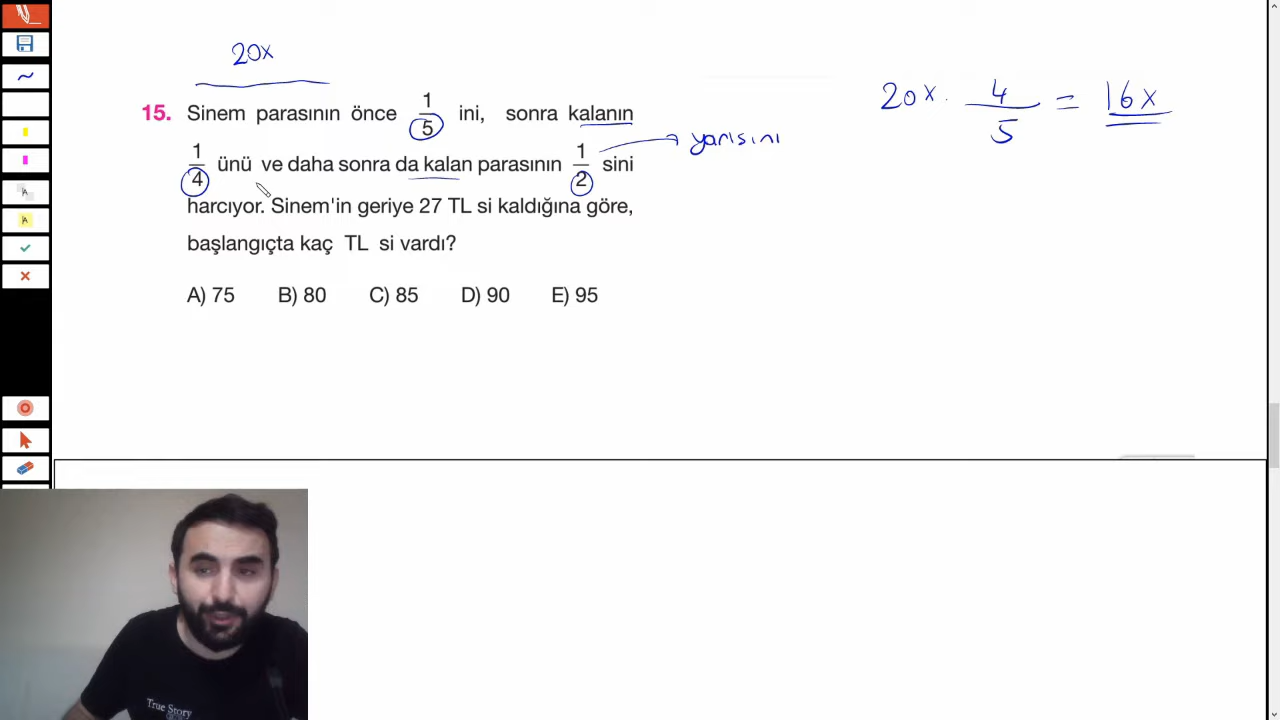 20x
15. Sinem parasının önce 1/5 ini, sonra kalanın
1/4 ünü ve daha sonra da kalan parasının 1/2 sini
yarısını
harcıyor. Sinem'in geriye 27 TL si kaldığına göre,
başlangıçta kaç TL si vardı?
A) 75 B) 80 C) 85 D) 90 E) 95
20x · 4/5 = 16x
True Story